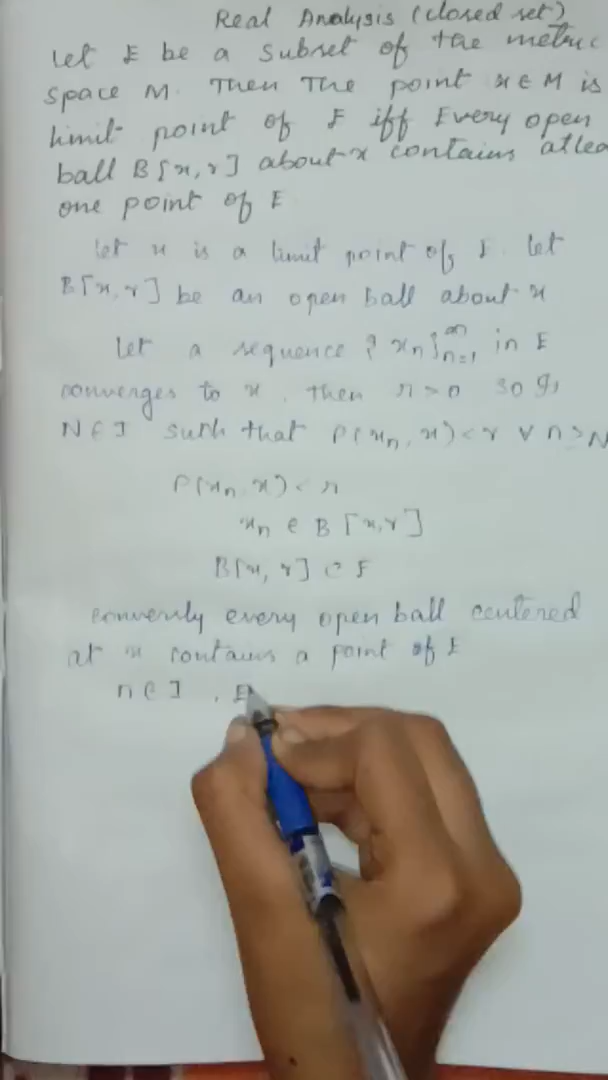 Real Analysis (closed set)
Let E be a subset of the metric
space M. Then The point x ∈ M is
limit point of E iff Every open
ball B[x, r] about x contains atlea
one point of E
Let x is a limit point of E. Let
B[x, r] be an open ball about x
Let a sequence {xn}∞n=1 in E
converges to x. then r>0 so
N ∈ I such that P(xn, x) < r ∀ n ≥ N
P(xn, x) < r
xn ∈ B[x, r]
B[x, r] ⊂ E
conversly every open ball centered
at x contains a point of E
n ∈ I . E